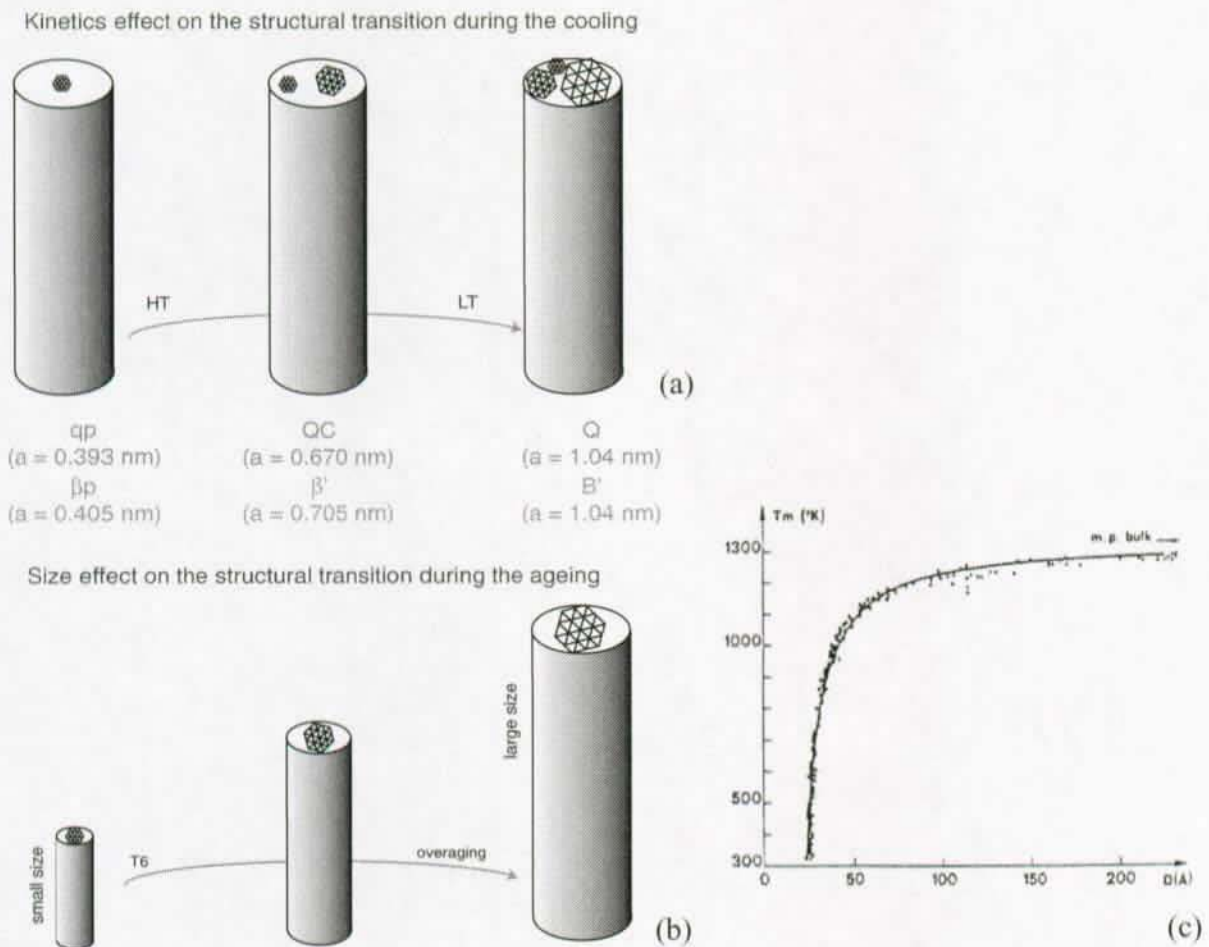 Kinetics effect on the structural transition during the cooling
HT
LT
(a)
qp
QC
Q
(a = 0.393 nm)
(a = 0.670 nm)
(a = 1.04 nm)
βp
β'
B'
(a = 0.405 nm)
(a = 0.705 nm)
(a = 1.04 nm)
Size effect on the structural transition during the ageing
small size
T6
overaging
large size
(b)
Tm (°K)
m.p. bulk
1300
1000
500
300
0
50
100
150
200
D(A)
(c)